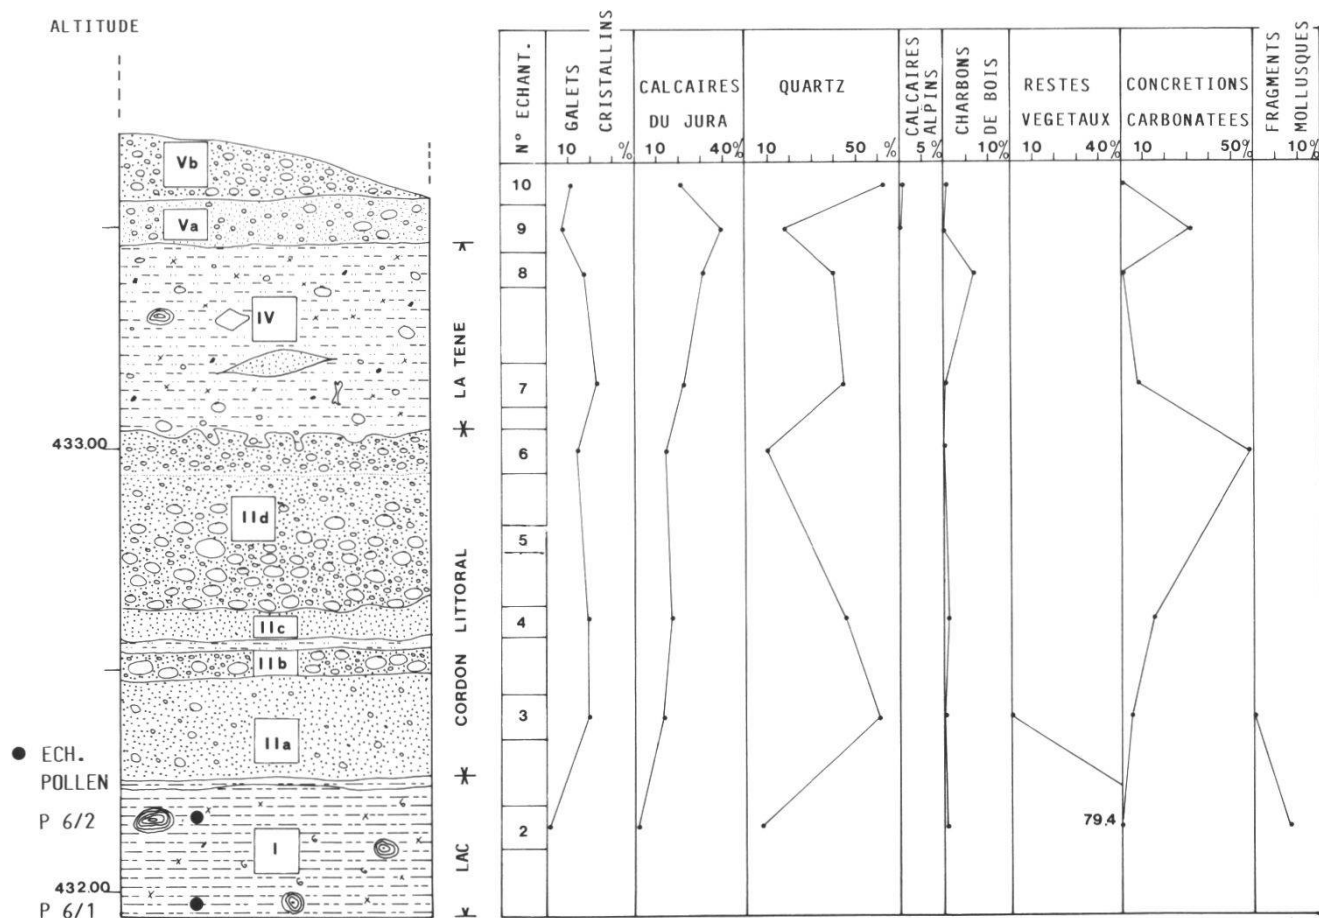 ALTITUDE
Vb
Va
IV
433.00
IId
IIc
IIb
IIa
● ECH.
POLLEN
P 6/2
I
432.00
P 6/1
LA TENE
CORDON LITTORAL
LAC
N° ECHANT.
10
9
8
7
6
5
4
3
2
GALETS
CRISTALLINS
10 %
CALCAIRES
DU JURA
10 40%
QUARTZ
10 50 %
CALCAIRES
ALPINS
5%
CHARBONS
DE BOIS
10%
RESTES
VEGETAUX
10 40%
79.4
CONCRETIONS
CARBONATEES
10 50%
FRAGMENTS
MOLLUSQUES
10%